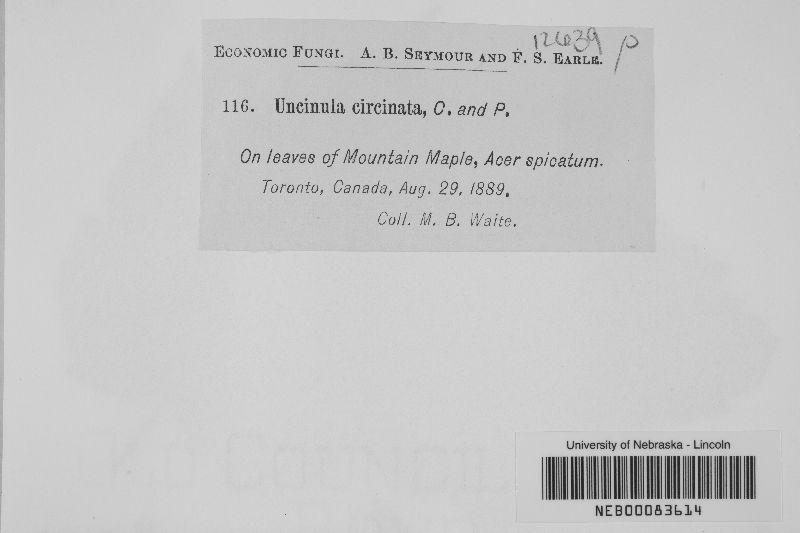 12639 p
ECONOMIC FUNGI. A. B. SEYMOUR AND F. S. EARLE.
116. Uncinula circinata, C. and P.
On leaves of Mountain Maple, Acer spicatum.
Toronto, Canada, Aug. 29, 1889.
Coll. M. B. Waite.
University of Nebraska - Lincoln
NEB00083614